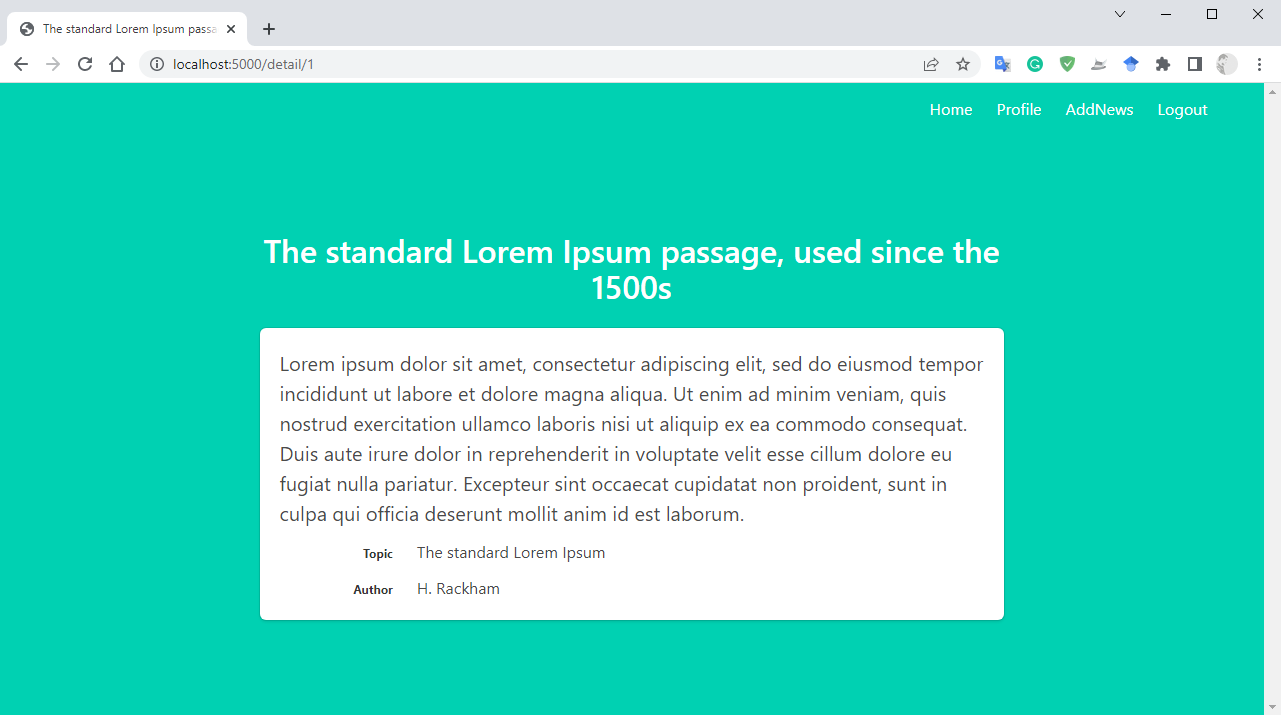 The standard Lorem Ipsum passa
localhost:5000/detail/1
Home Profile AddNews Logout
The standard Lorem Ipsum passage, used since the
1500s
Lorem ipsum dolor sit amet, consectetur adipiscing elit, sed do eiusmod tempor
incididunt ut labore et dolore magna aliqua. Ut enim ad minim veniam, quis
nostrud exercitation ullamco laboris nisi ut aliquip ex ea commodo consequat.
Duis aute irure dolor in reprehenderit in voluptate velit esse cillum dolore eu
fugiat nulla pariatur. Excepteur sint occaecat cupidatat non proident, sunt in
culpa qui officia deserunt mollit anim id est laborum.
Topic The standard Lorem Ipsum
Author H. Rackham